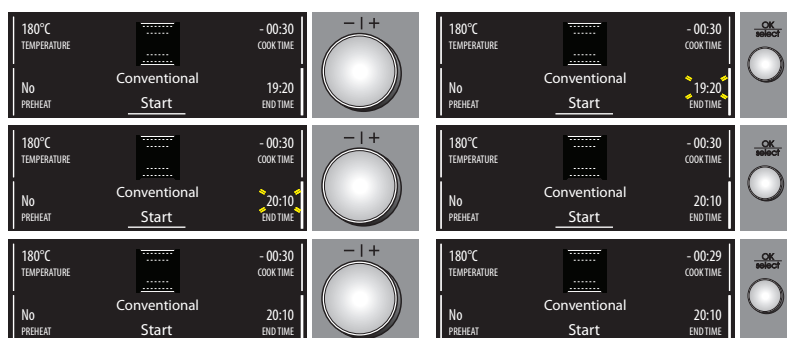 180°C - 00:30
TEMPERATURE COOK TIME
Conventional
No 19:20
PREHEAT Start END TIME
− | +
180°C - 00:30
TEMPERATURE COOK TIME
Conventional
No 19:20
PREHEAT Start END TIME
OK
select
180°C - 00:30
TEMPERATURE COOK TIME
Conventional
No 20:10
PREHEAT Start END TIME
− | +
180°C - 00:30
TEMPERATURE COOK TIME
Conventional
No 20:10
PREHEAT Start END TIME
OK
select
180°C - 00:30
TEMPERATURE COOK TIME
Conventional
No 20:10
PREHEAT Start END TIME
− | +
180°C - 00:29
TEMPERATURE COOK TIME
Conventional
No 20:10
PREHEAT Start END TIME
OK
select